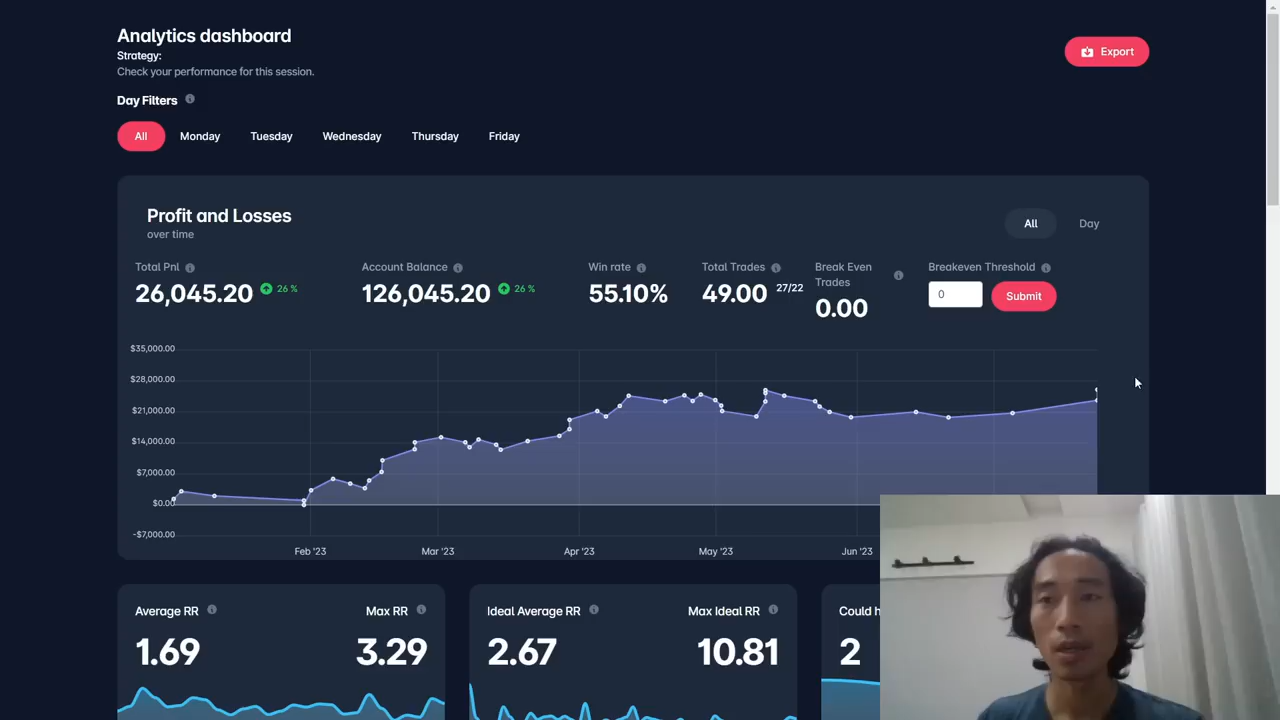 Analytics dashboard
Strategy:
Check your performance for this session.
Export
Day Filters
All Monday Tuesday Wednesday Thursday Friday
Profit and Losses
over time
All Day
Total Pnl
26,045.20 26 %
Account Balance
126,045.20 26 %
Win rate
55.10%
Total Trades
49.00 27/22
Break Even
Trades
0.00
Breakeven Threshold
0 Submit
$35,000.00
$28,000.00
$21,000.00
$14,000.00
$7,000.00
$0.00
-$7,000.00
Feb '23 Mar '23 Apr '23 May '23 Jun '23
Average RR Max RR
1.69 3.29
Ideal Average RR Max Ideal RR
2.67 10.81
Could
2